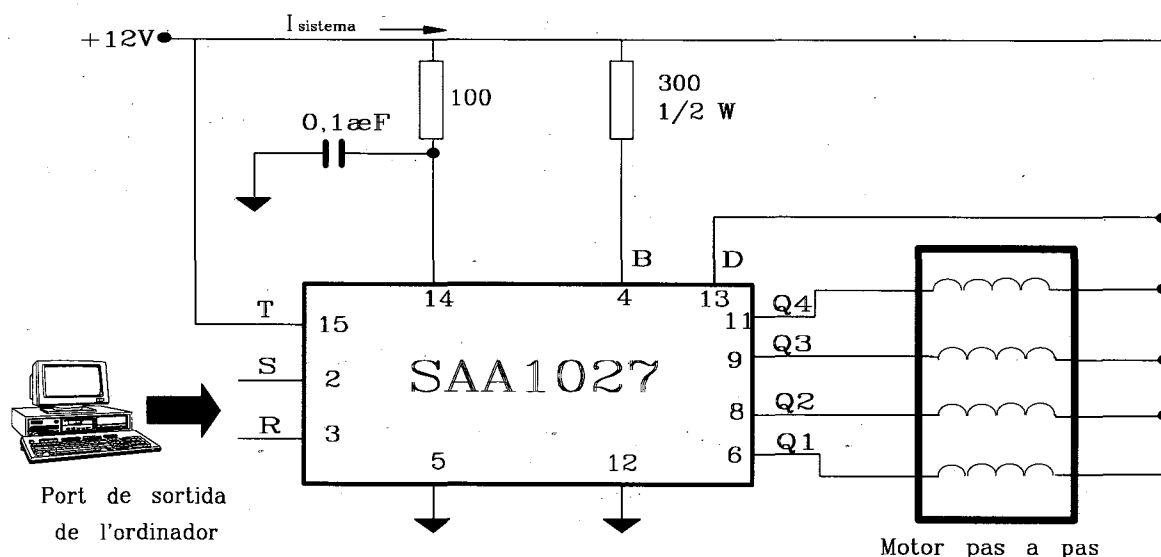 I sistema
+12V
100
300
1/2 W
0,1æF
B
D
14
4
13
T
15
Q4
11
S
2
SAA1027
Q3
9
R
3
Q2
8
Q1
6
5
12
Port de sortida
de l'ordinador
Motor pas a pas